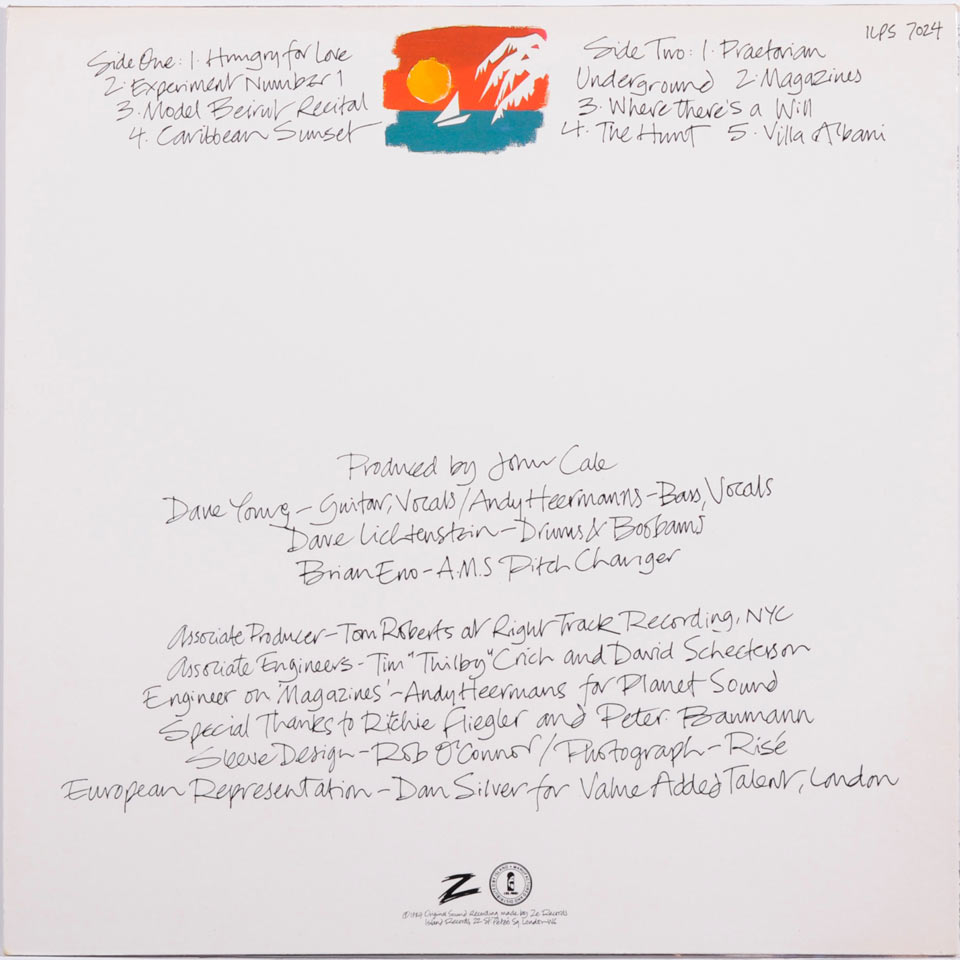 ILPS 7024
Side One: 1. Hungry for Love
2. Experiment Number 1
3. Model Beirut Recital
4. Caribbean Sunset
Side Two: 1. Praetorian
Underground 2. Magazines
3. Where there's a Will
4. The Hunt 5. Villa Albani
Produced by John Cale
Dave Young – Guitar, Vocals / Andy Heermanns – Bass, Vocals
Dave Lichtenstein – Drums & Boobams
Brian Eno – A.M.S Pitch Changer
Associate Producer – Tom Roberts at Right Track Recording, NYC
Associate Engineers – Tim "Thilby" Crich and David Schecterson
Engineer on 'Magazines' – Andy Heermans for Planet Sound
Special Thanks to Richie Fliegler and Peter Baumann
Sleeve Design – Rob O'Connor / Photograph – Risé
European Representation – Dan Silver for Value Added Talent, London
Z
℗ 1984 Original Sound Recording made by Ze Records
Island Records, 22 St Peters Sq London W6